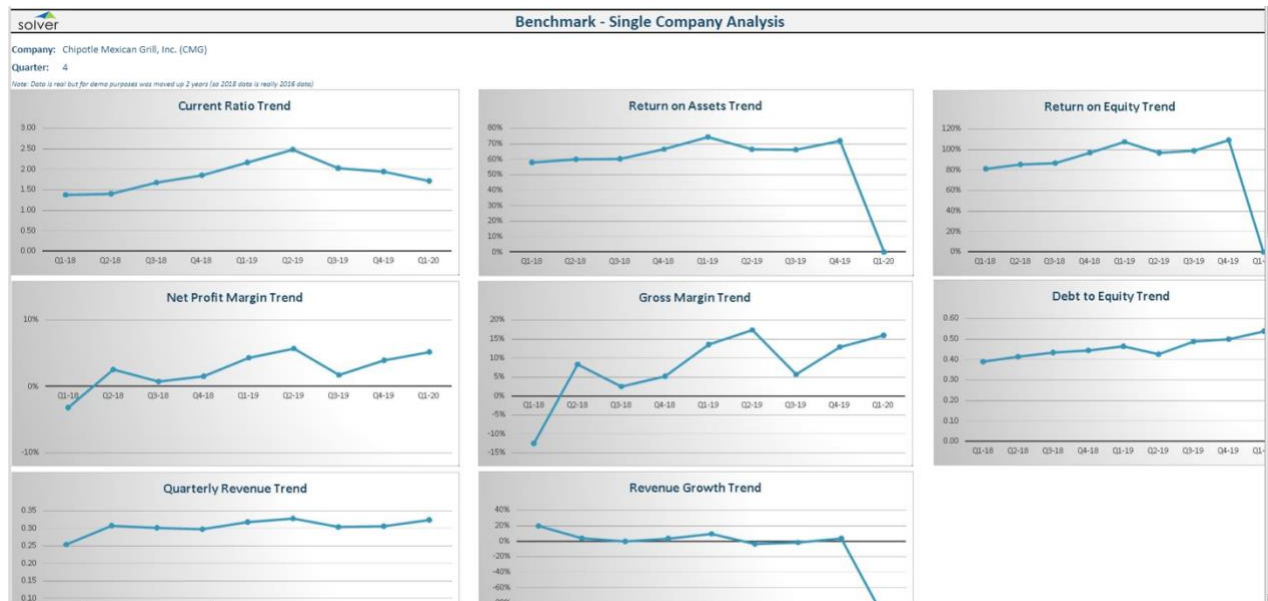 solver
Benchmark - Single Company Analysis
Company: Chipotle Mexican Grill, Inc. (CMG)
Quarter: 4
Note: Data is real but for demo purposes was moved up 2 years (so 2018 data is really 2016 data)
Current Ratio Trend
3.00
2.50
2.00
1.50
1.00
0.50
0.00
Q1-18 Q2-18 Q3-18 Q4-18 Q1-19 Q2-19 Q3-19 Q4-19 Q1-20
Return on Assets Trend
80%
70%
60%
50%
40%
30%
20%
10%
0%
Q1-18 Q2-18 Q3-18 Q4-18 Q1-19 Q2-19 Q3-19 Q4-19 Q1-20
Return on Equity Trend
120%
100%
80%
60%
40%
20%
0%
Q1-18 Q2-18 Q3-18 Q4-18 Q1-19 Q2-19 Q3-19 Q4-19 Q1-
Net Profit Margin Trend
10%
0%
Q1-18 Q2-18 Q3-18 Q4-18 Q1-19 Q2-19 Q3-19 Q4-19 Q1-20
-10%
Gross Margin Trend
20%
15%
10%
5%
0%
Q1-18 Q2-18 Q3-18 Q4-18 Q1-19 Q2-19 Q3-19 Q4-19 Q1-20
-5%
-10%
-15%
Debt to Equity Trend
0.60
0.50
0.40
0.30
0.20
0.10
0.00
Q1-18 Q2-18 Q3-18 Q4-18 Q1-19 Q2-19 Q3-19 Q4-19 Q1-
Quarterly Revenue Trend
0.35
0.30
0.25
0.20
0.15
0.10
Revenue Growth Trend
40%
20%
0%
-20%
-40%
-60%